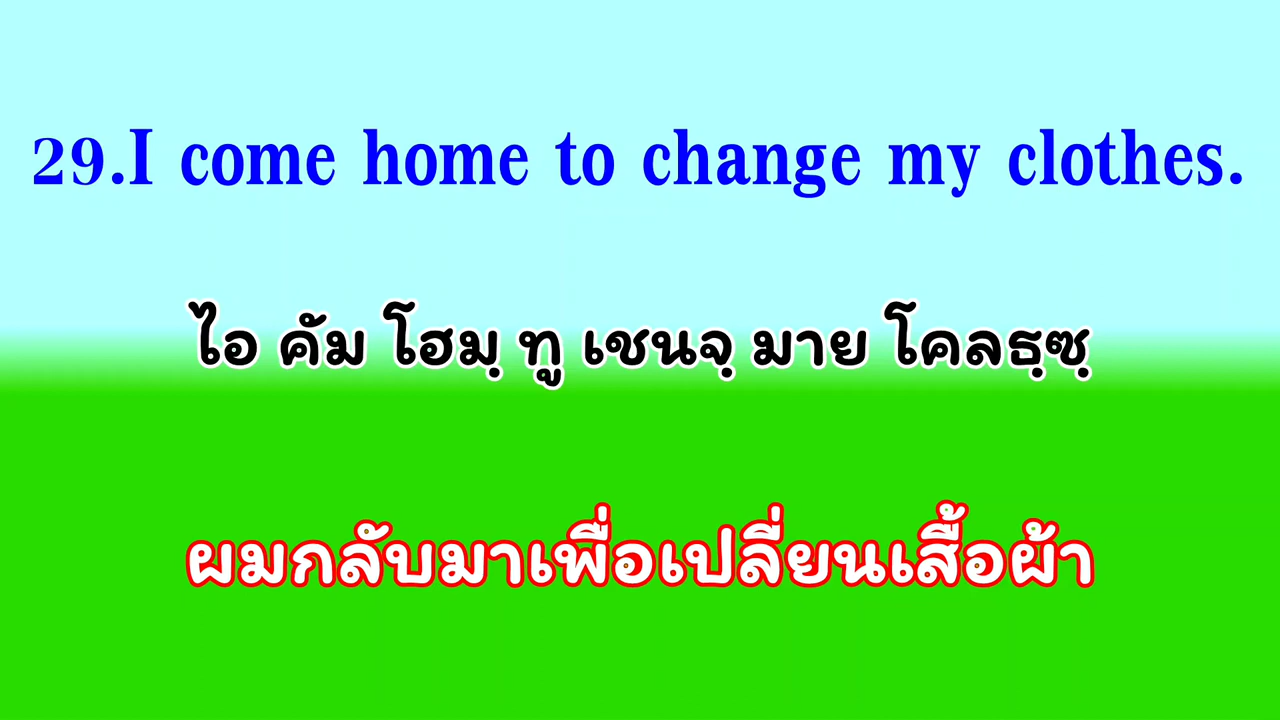 29.I come home to change my clothes.
ไอ คัม โฮมฺ ทู เชนจฺ มาย โคลธฺซฺ
ผมกลับมาเพื่อเปลี่ยนเสื้อผ้า